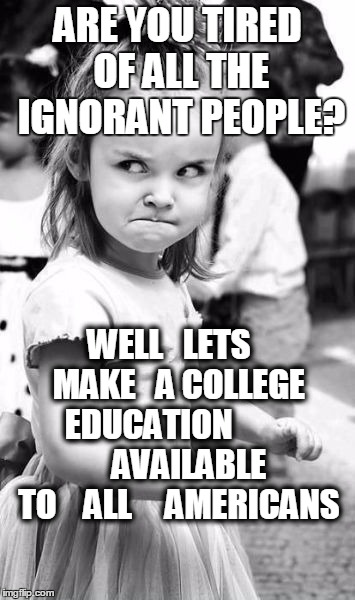 ARE YOU TIRED
OF ALL THE
IGNORANT PEOPLE?
WELL LETS
MAKE A COLLEGE
EDUCATION
AVAILABLE
TO ALL AMERICANS
imgflip.com